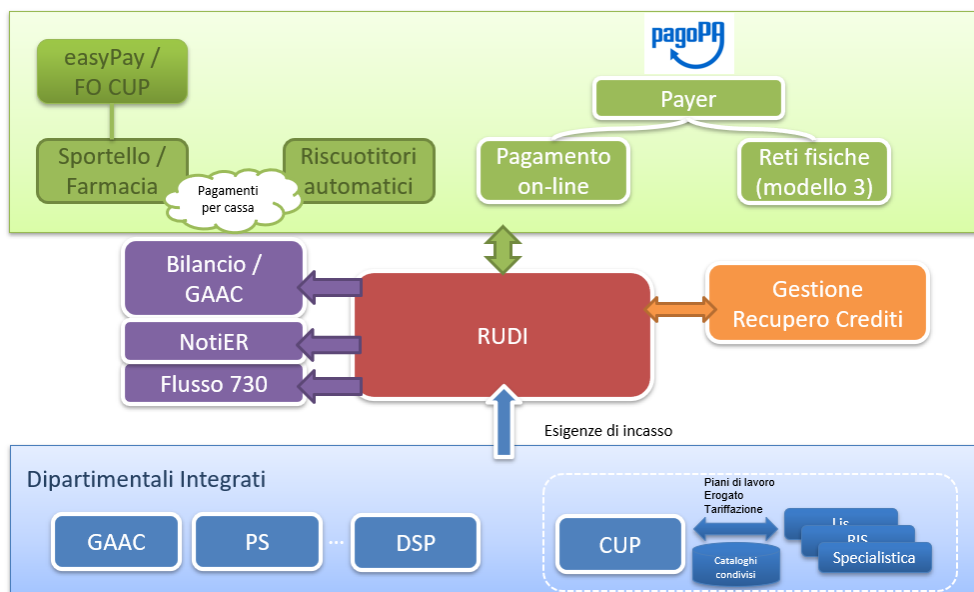 pagoPA
easyPay /
FO CUP
Payer
Sportello /
Farmacia
Riscuotitori
automatici
Pagamenti
per cassa
Pagamento
on-line
Reti fisiche
(modello 3)
Bilancio /
GAAC
NotiER
Flusso 730
RUDI
Gestione
Recupero Crediti
Esigenze di incasso
Dipartimentali Integrati
GAAC
PS
...
DSP
CUP
Piani di lavoro
Erogato
Tariffazione
Cataloghi
condivisi
Lis
RIS
Specialistica